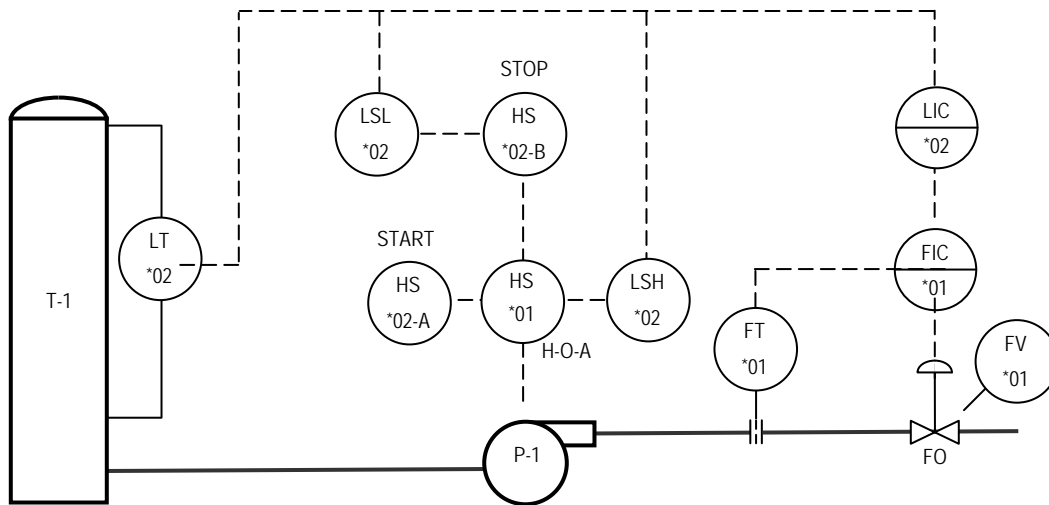 STOP
LSL
*02
HS
*02-B
LIC
*02
START
LT
*02
HS
*02-A
HS
*01
H-O-A
LSH
*02
FIC
*01
T-1
FT
*01
FV
*01
P-1
FO